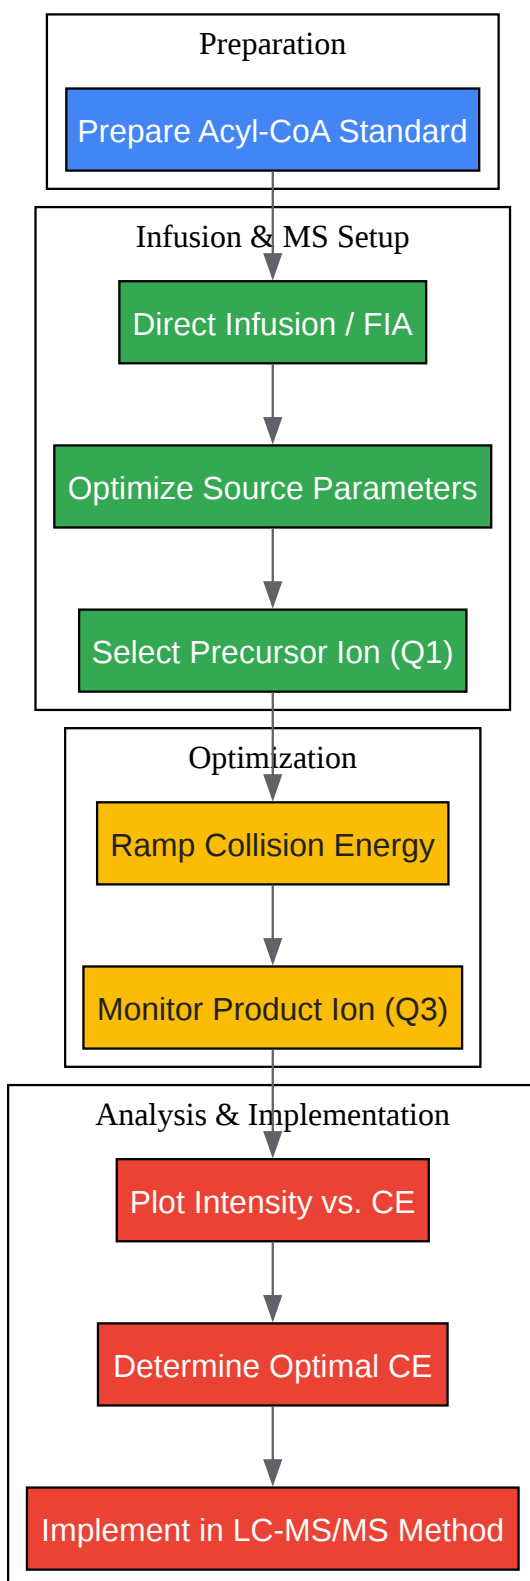 Preparation
Prepare Acyl-CoA Standard
Infusion & MS Setup
Direct Infusion / FIA
Optimize Source Parameters
Select Precursor Ion (Q1)
Optimization
Ramp Collision Energy
Monitor Product Ion (Q3)
Analysis & Implementation
Plot Intensity vs. CE
Determine Optimal CE
Implement in LC-MS/MS Method